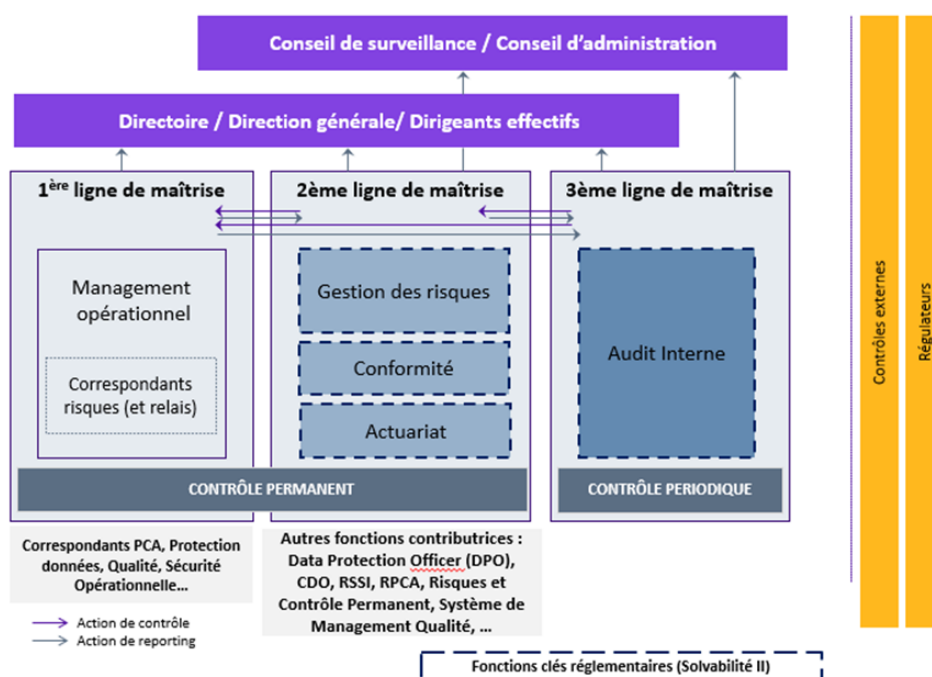 Conseil de surveillance / Conseil d'administration
Directoire / Direction générale/ Dirigeants effectifs
1ère ligne de maîtrise
2ème ligne de maîtrise
3ème ligne de maîtrise
Management
opérationnel
Correspondants
risques (et relais)
Gestion des risques
Conformité
Actuariat
Audit Interne
CONTRÔLE PERMANENT
CONTRÔLE PERIODIQUE
Correspondants PCA, Protection
données, Qualité, Sécurité
Opérationnelle...
Autres fonctions contributrices :
Data Protection Officer (DPO),
CDO, RSSI, RPCA, Risques et
Contrôle Permanent, Système de
Management Qualité, ...
Action de contrôle
Action de reporting
Fonctions clés réglementaires (Solvabilité II)
Contrôles externes
Régulateurs